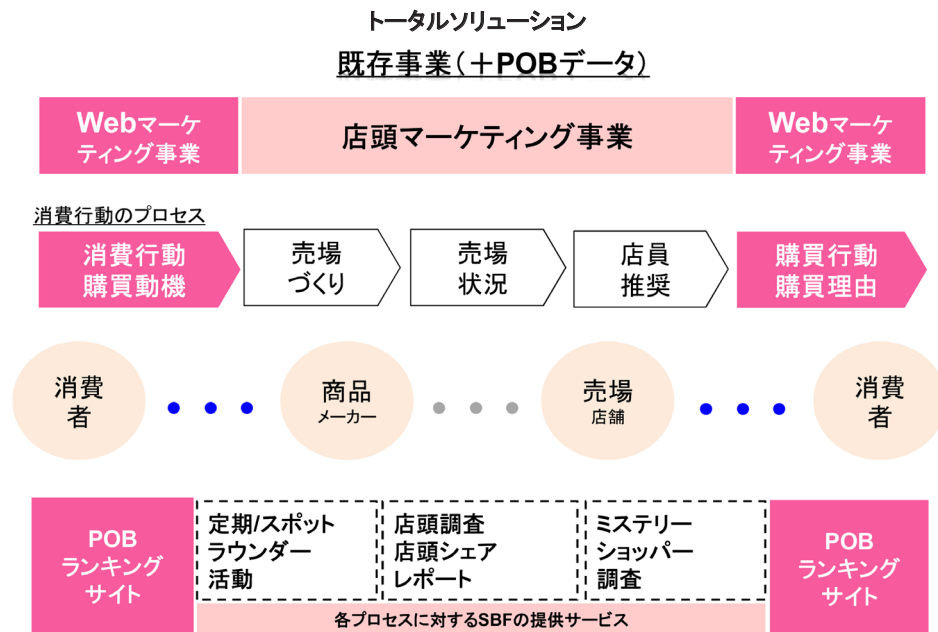 トータルソリューション
既存事業(+POBデータ)
Webマーケ
ティング事業
店頭マーケティング事業
Webマーケ
ティング事業
消費行動のプロセス
消費行動
購買動機
売場
づくり
売場
状況
店員
推奨
購買行動
購買理由
消費
者
商品
メーカー
売場
店舗
消費
者
POB
ランキング
サイト
定期/スポット
ラウンダー
活動
店頭調査
店頭シェア
レポート
ミステリー
ショッパー
調査
POB
ランキング
サイト
各プロセスに対するSBFの提供サービス